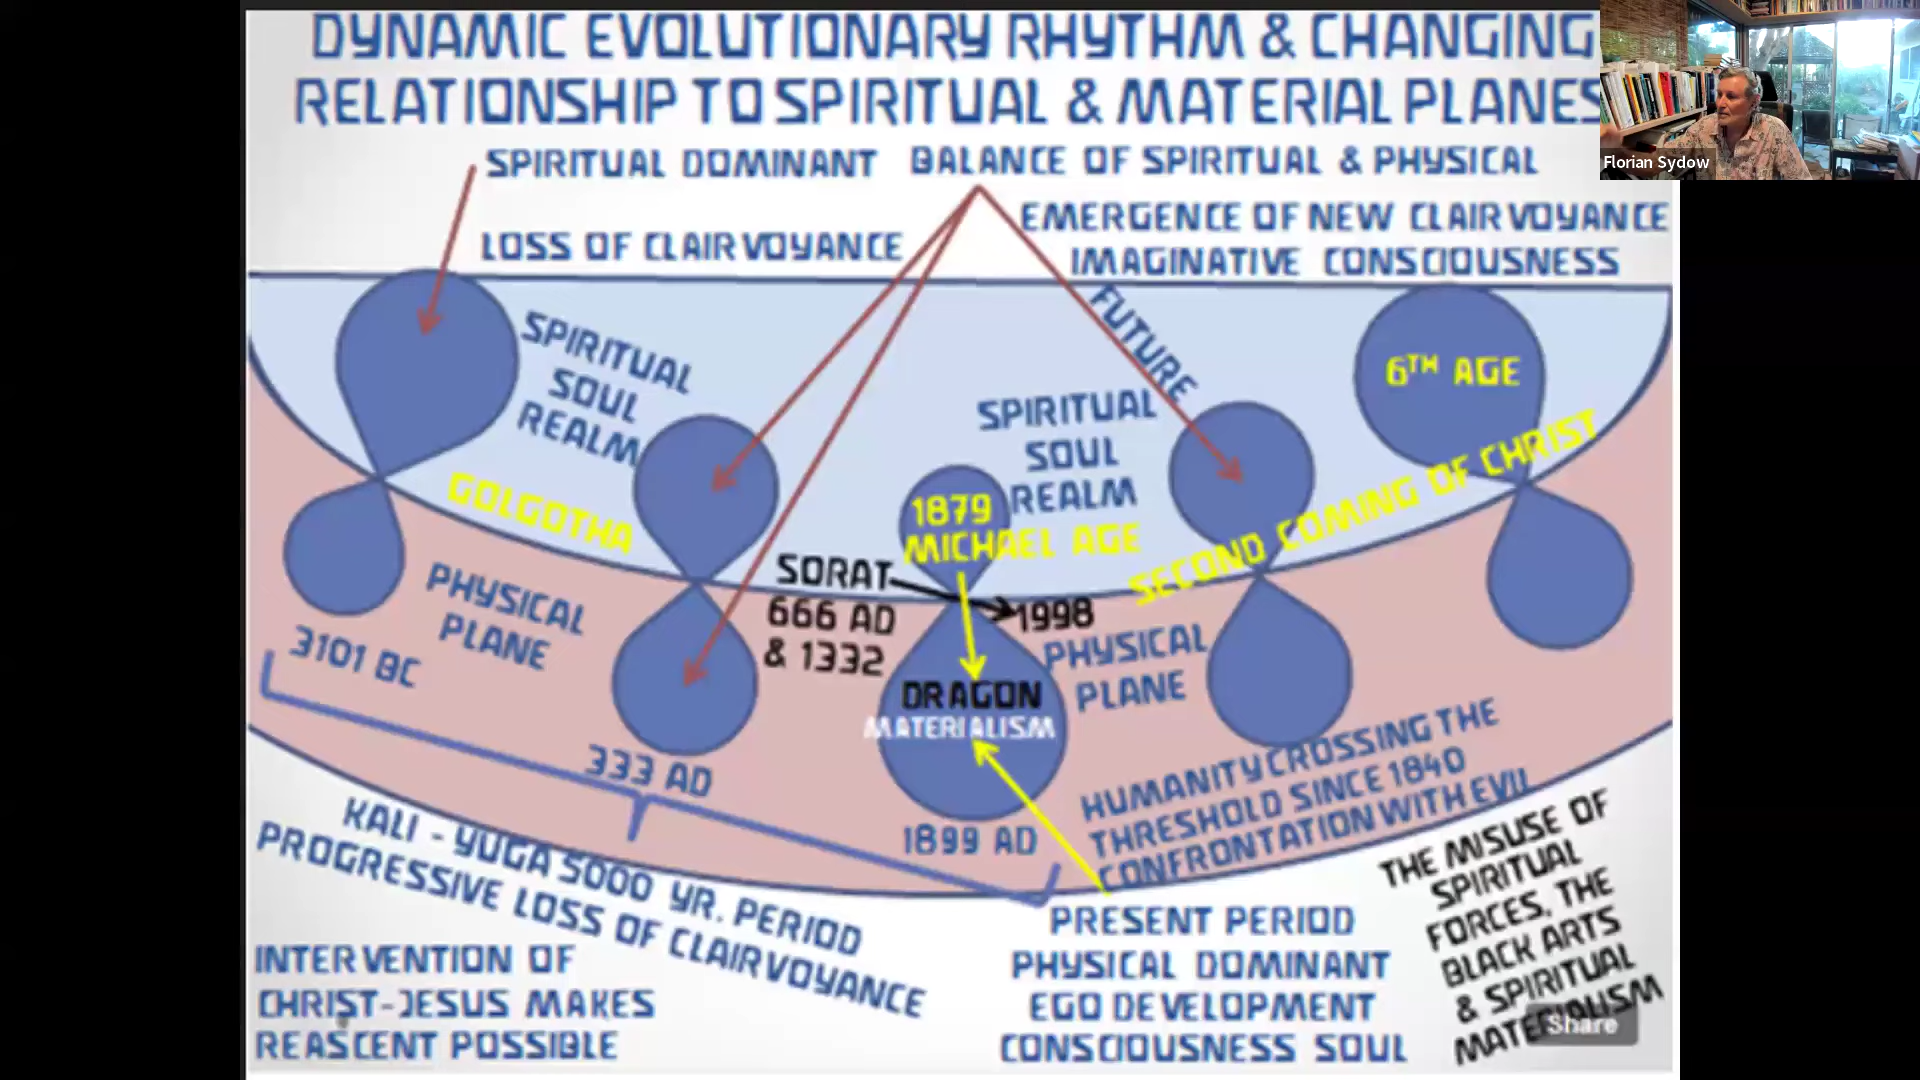 DYNAMIC EVOLUTIONARY RHYTHM & CHANGING
RELATIONSHIP TO SPIRITUAL & MATERIAL PLANES
Florian Sydow
SPIRITUAL DOMINANT
BALANCE OF SPIRITUAL & PHYSICAL
LOSS OF CLAIRVOYANCE
EMERGENCE OF NEW CLAIRVOYANCE
IMAGINATIVE CONSCIOUSNESS
SPIRITUAL
SOUL
REALM
FUTURE
6TH AGE
SPIRITUAL
SOUL
REALM
GOLGOTHA
1879
MICHAEL AGE
SECOND COMING OF CHRIST
SORAT
666 AD
& 1332
1998
PHYSICAL
PLANE
PHYSICAL
PLANE
3101 BC
DRAGON
MATERIALISM
333 AD
1899 AD
HUMANITY CROSSING THE
THRESHOLD SINCE 1840
CONFRONTATION WITH EVIL
KALI - YUGA 5000 YR. PERIOD
PROGRESSIVE LOSS OF CLAIRVOYANCE
INTERVENTION OF
CHRIST-JESUS MAKES
REASCENT POSSIBLE
PRESENT PERIOD
PHYSICAL DOMINANT
EGO DEVELOPMENT
CONSCIOUSNESS SOUL
THE MISUSE OF
SPIRITUAL
FORCES, THE
BLACK ARTS
& SPIRITUAL
MATERIALISM
Share